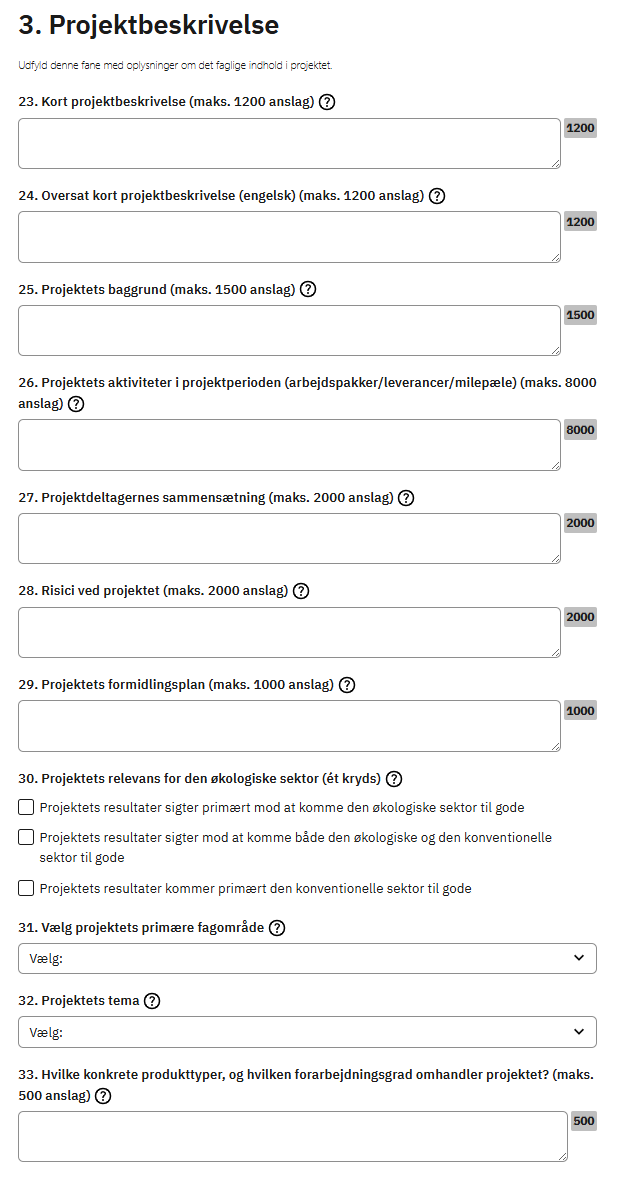 3. Projektbeskrivelse
Udfyld denne fane med oplysninger om det faglige indhold i projektet.
23. Kort projektbeskrivelse (maks. 1200 anslag) ?
1200
24. Oversat kort projektbeskrivelse (engelsk) (maks. 1200 anslag) ?
1200
25. Projektets baggrund (maks. 1500 anslag) ?
1500
26. Projektets aktiviteter i projektperioden (arbejdspakker/leverancer/milepæle) (maks. 8000
anslag) ?
8000
27. Projektdeltagernes sammensætning (maks. 2000 anslag) ?
2000
28. Risici ved projektet (maks. 2000 anslag) ?
2000
29. Projektets formidlingsplan (maks. 1000 anslag) ?
1000
30. Projektets relevans for den økologiske sektor (ét kryds) ?
Projektets resultater sigter primært mod at komme den økologiske sektor til gode
Projektets resultater sigter mod at komme både den økologiske og den konventionelle
sektor til gode
Projektets resultater kommer primært den konventionelle sektor til gode
31. Vælg projektets primære fagområde ?
Vælg:
32. Projektets tema ?
Vælg:
33. Hvilke konkrete produkttyper, og hvilken forarbejdningsgrad omhandler projektet? (maks.
500 anslag) ?
500